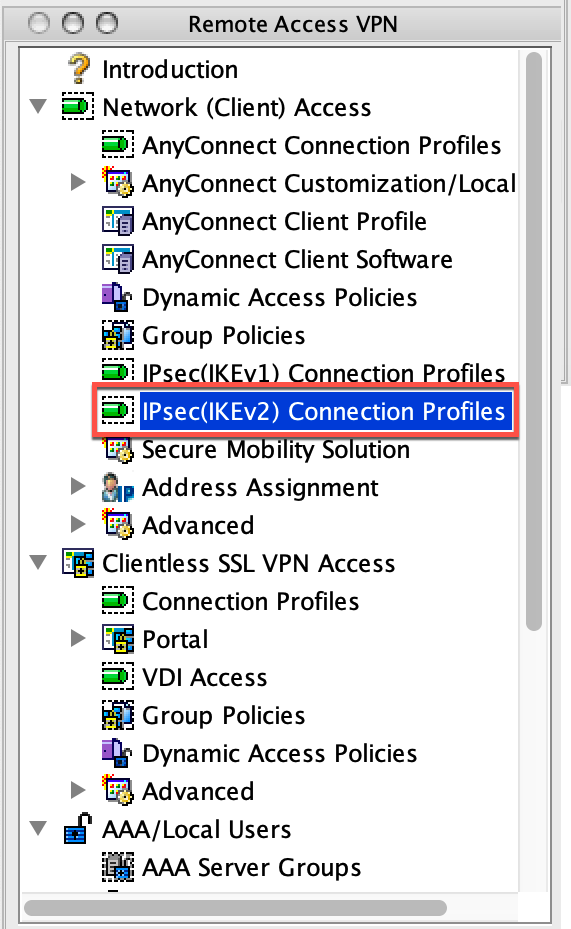 Remote Access VPN
Introduction
Network (Client) Access
AnyConnect Connection Profiles
AnyConnect Customization/Local
AnyConnect Client Profile
AnyConnect Client Software
Dynamic Access Policies
Group Policies
IPsec(IKEv1) Connection Profiles
IPsec(IKEv2) Connection Profiles
Secure Mobility Solution
Address Assignment
Advanced
Clientless SSL VPN Access
Connection Profiles
Portal
VDI Access
Group Policies
Dynamic Access Policies
Advanced
AAA/Local Users
AAA Server Groups